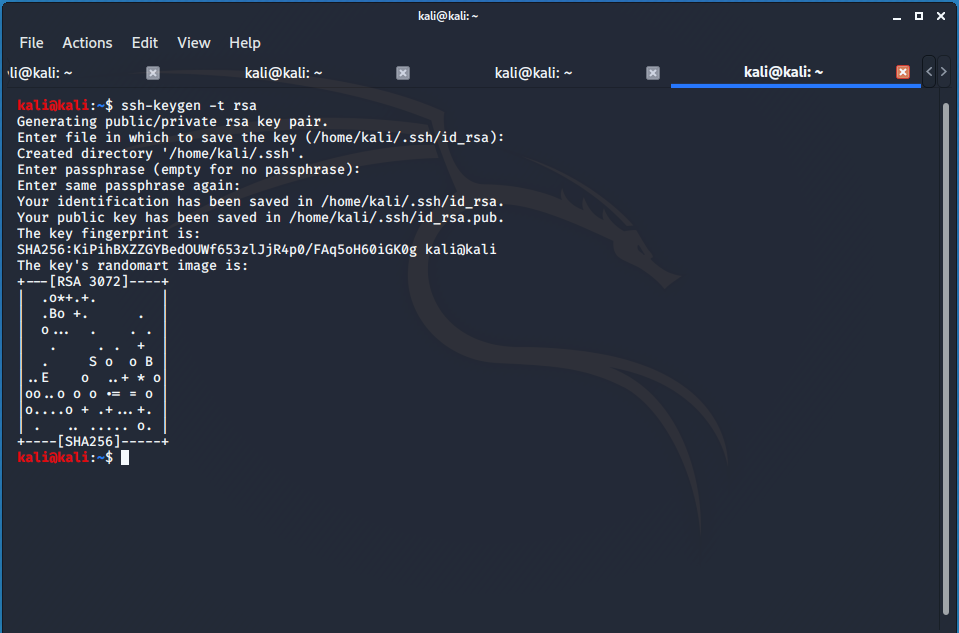 kali@kali: ~
File Actions Edit View Help
li@kali: ~ kali@kali: ~ kali@kali: ~ kali@kali: ~
kali@kali:~$ ssh-keygen -t rsa
Generating public/private rsa key pair.
Enter file in which to save the key (/home/kali/.ssh/id_rsa):
Created directory '/home/kali/.ssh'.
Enter passphrase (empty for no passphrase):
Enter same passphrase again:
Your identification has been saved in /home/kali/.ssh/id_rsa.
Your public key has been saved in /home/kali/.ssh/id_rsa.pub.
The key fingerprint is:
SHA256:KiPihBXZZGYBedOUWf653zlJjR4p0/FAq5oH60iGK0g kali@kali
The key's randomart image is:
+---[RSA 3072]----+
|  .o*+.+.        |
|  .Bo +.      .  |
|  o...  .    . . |
|   .     . .  +  |
|  .     S o  o B |
|..E    o  ..+ * o|
|oo..o o o += = o |
|o....o + .+...+. |
| .   .. ..... o. |
+----[SHA256]-----+
kali@kali:~$